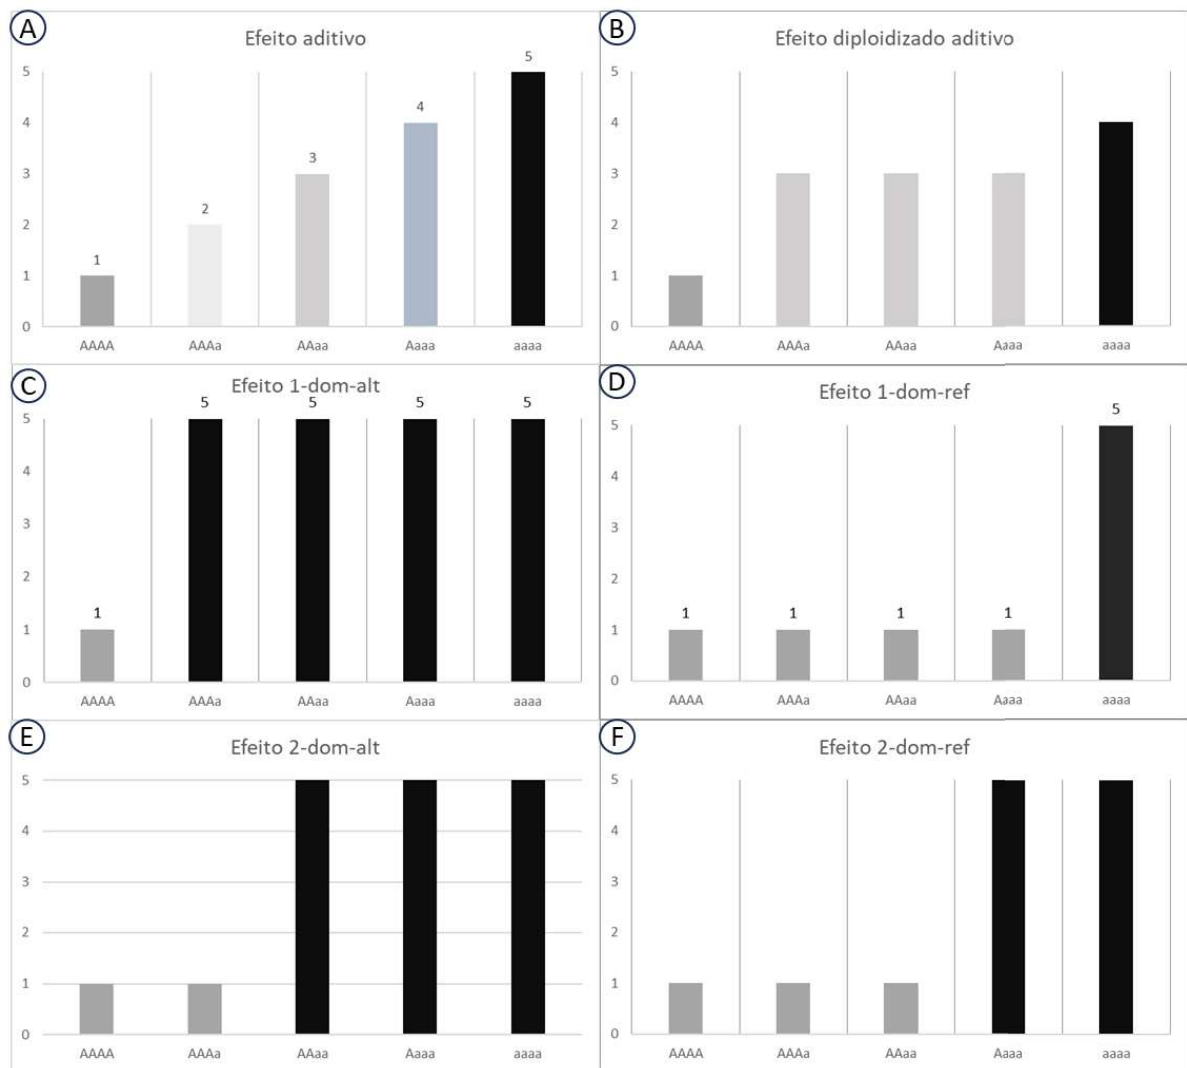 A
Efeito aditivo
5
4
3
2
1
0
1
2
3
4
5
AAAA AAAa AAaa Aaaa aaaa
B
Efeito diploidizado aditivo
5
4
3
2
1
0
AAAA AAAa AAaa Aaaa aaaa
C
Efeito 1-dom-alt
5
4
3
2
1
0
1
5
5
5
5
AAAA AAAa AAaa Aaaa aaaa
D
Efeito 1-dom-ref
5
4
3
2
1
0
1
1
1
1
5
AAAA AAAa AAaa Aaaa aaaa
E
Efeito 2-dom-alt
5
4
3
2
1
0
AAAA AAAa AAaa Aaaa aaaa
F
Efeito 2-dom-ref
5
4
3
2
1
0
AAAA AAAa AAaa Aaaa aaaa